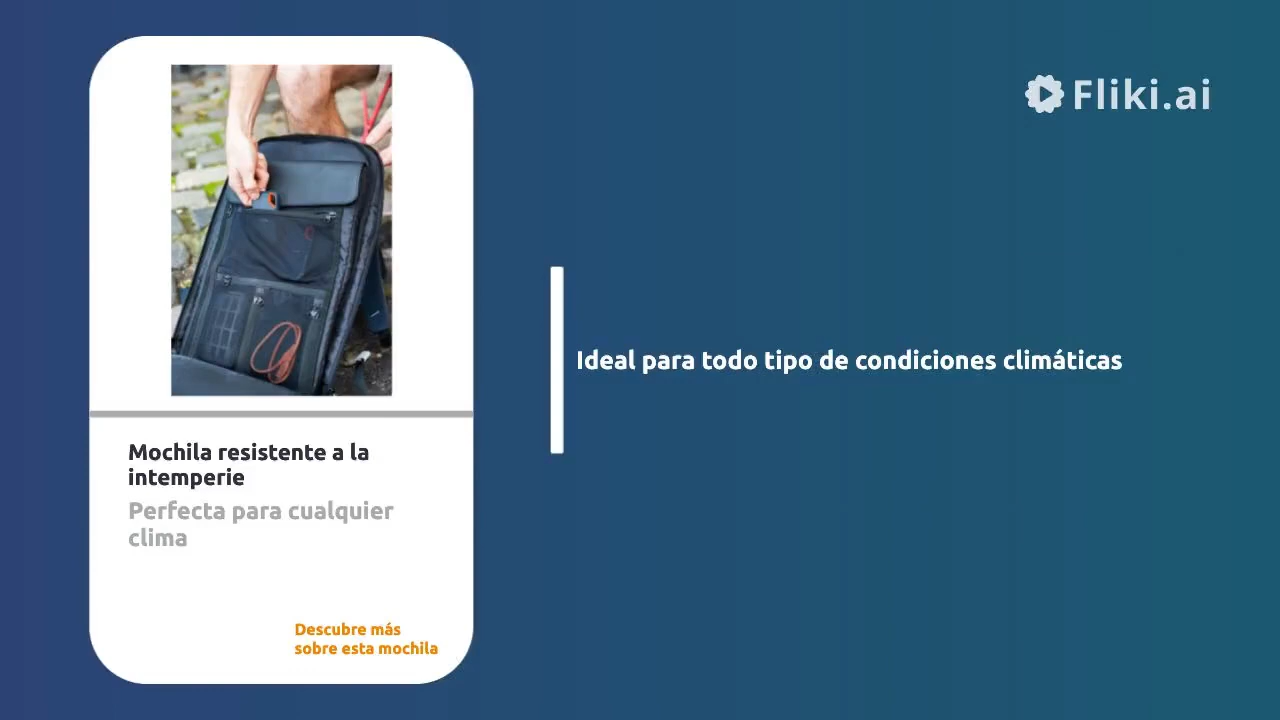 Fliki.ai
Ideal para todo tipo de condiciones climáticas
Mochila resistente a la
intemperie
Perfecta para cualquier
clima
Descubre más
sobre esta mochila